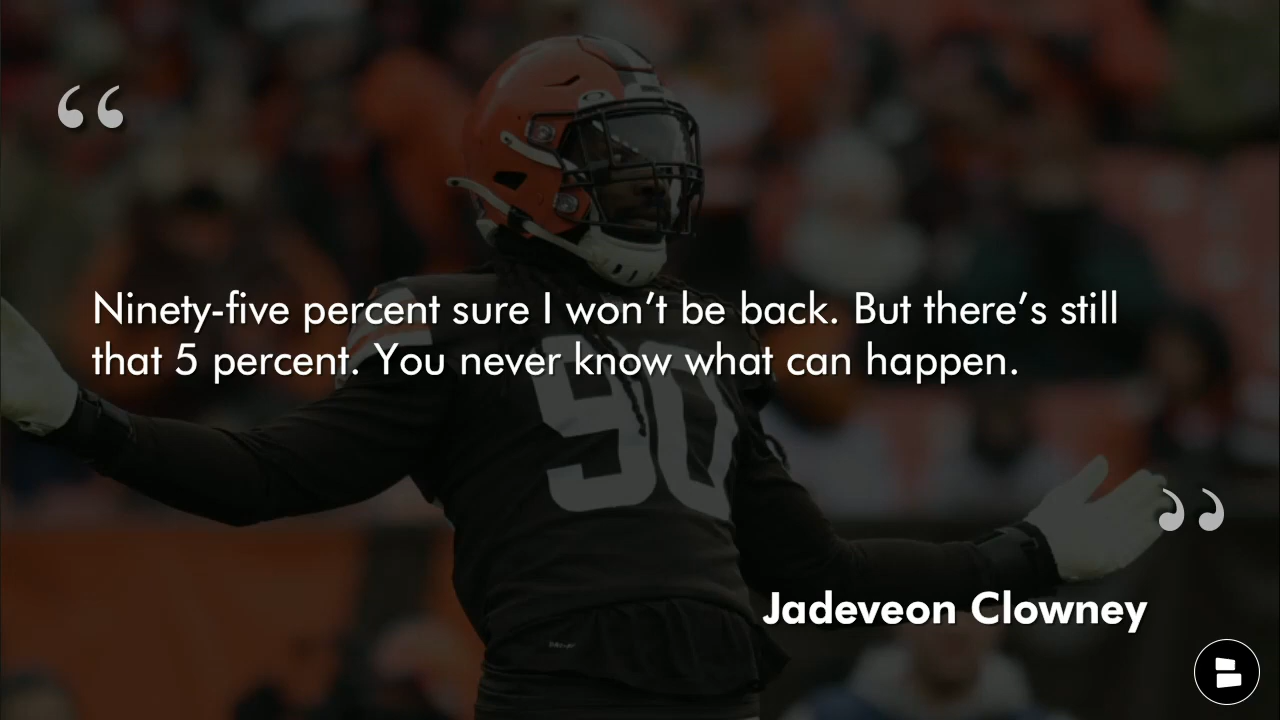 “
Ninety-five percent sure I won’t be back. But there’s still
that 5 percent. You never know what can happen.
90
”
Jadeveon Clowney